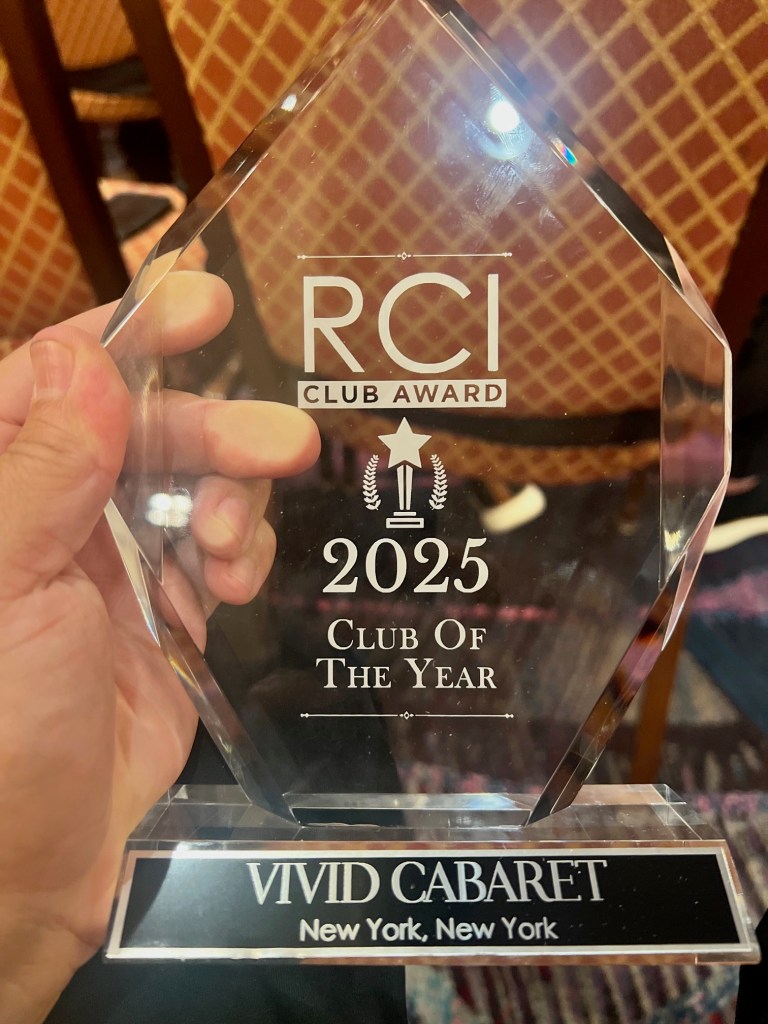 RCI
CLUB AWARD
2025
CLUB OF
THE YEAR
VIVID CABARET
New York, New York